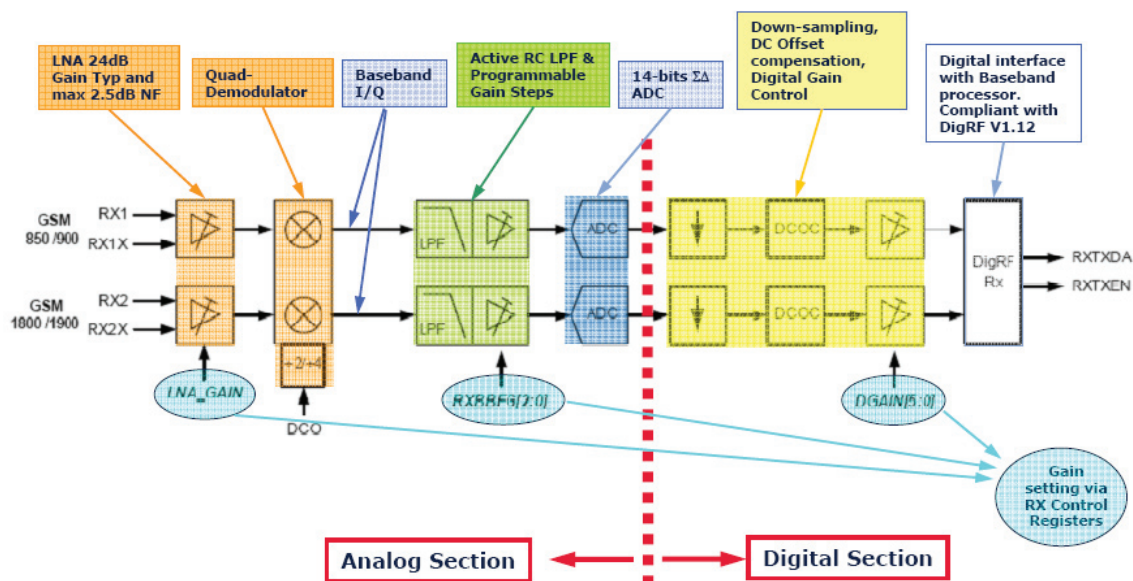 LNA 24dB
Gain Typ and
max 2.5dB NF
Quad-
Demodulator
Baseband
I/Q
Active RC LPF &
Programmable
Gain Steps
14-bits ΣΔ
ADC
Down-sampling,
DC Offset
compensation,
Digital Gain
Control
Digital interface
with Baseband
processor.
Compliant with
DigRF V1.12
GSM
850 /900
RX1
RX1X
LPF
ADC
DCOC
DigRF
Rx
RXTXDA
RXTXEN
GSM
1800 /1900
RX2
RX2X
LPF
ADC
DCOC
÷2/÷4
DCO
LNA_GAIN
DGAIN[5:0]
Gain
setting via
RX Control
Registers
Analog Section
Digital Section